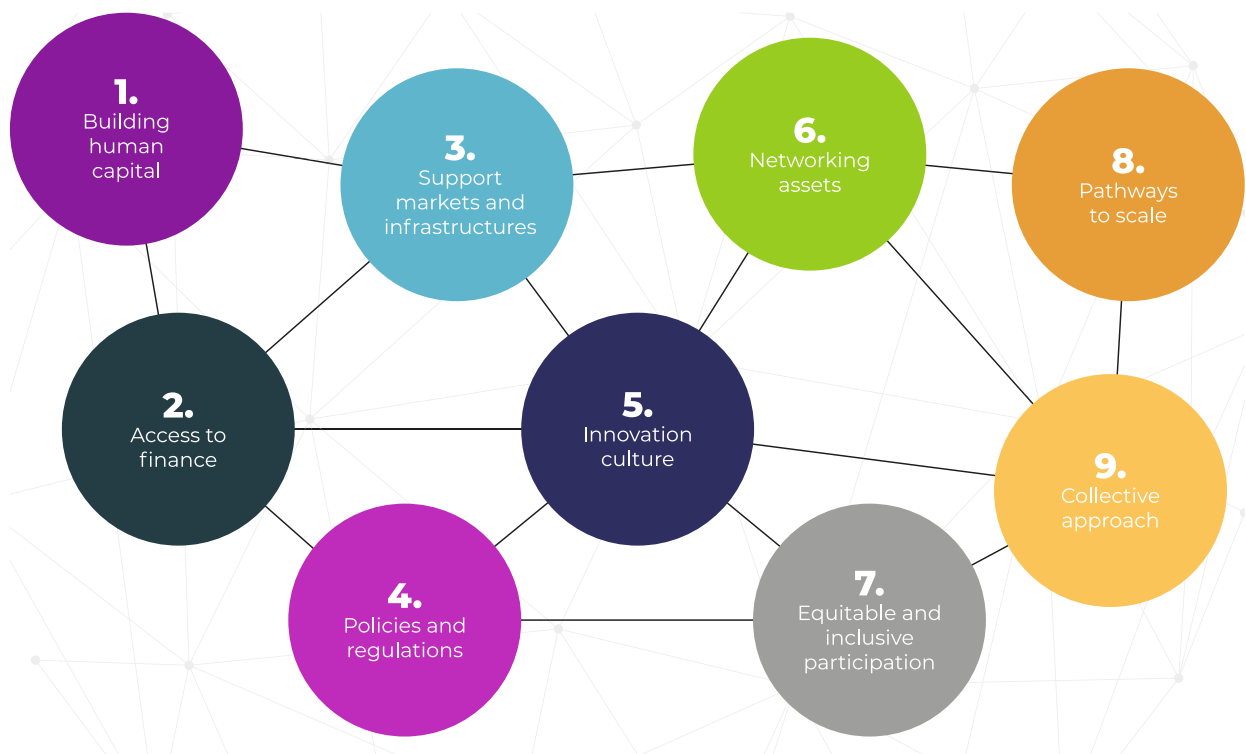 1.
Building
human
capital
2.
Access to
finance
3.
Support
markets and
infrastructures
4.
Policies and
regulations
5.
Innovation
culture
6.
Networking
assets
7.
Equitable and
inclusive
participation
8.
Pathways
to scale
9.
Collective
approach